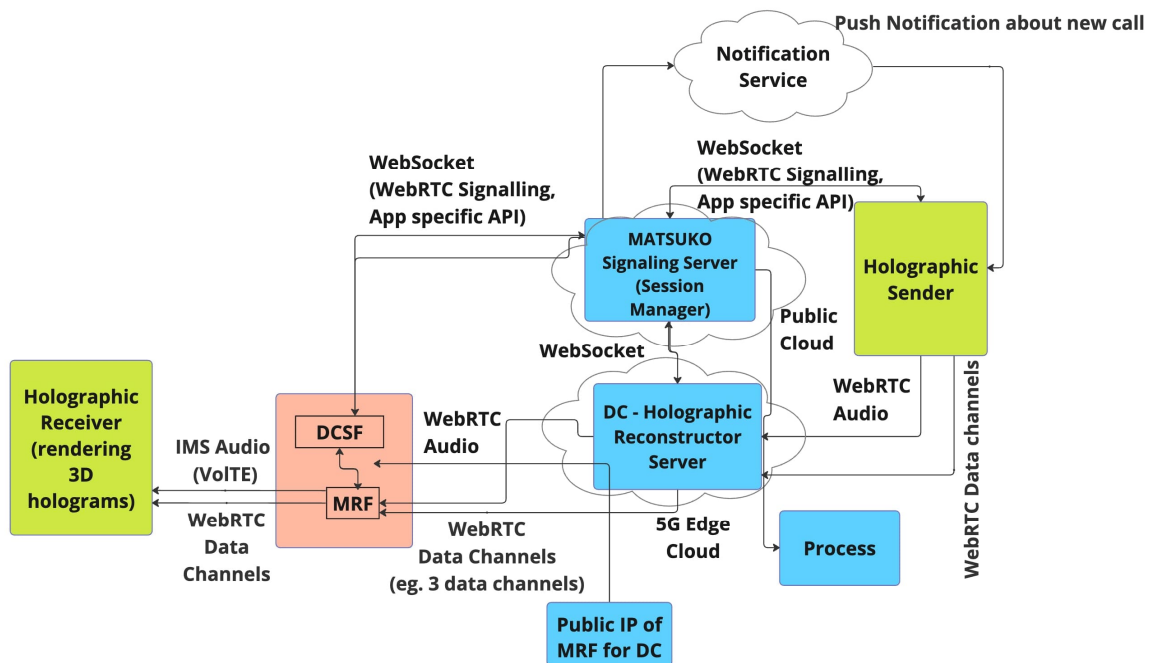 Push Notification about new call
Notification
Service
WebSocket
(WebRTC Signalling,
App specific API)
WebSocket
(WebRTC Signalling,
App specific API)
MATSUKO
Signaling Server
(Session
Manager)
Holographic
Sender
Public
Cloud
WebSocket
Holographic
Receiver
(rendering
3D
holograms)
DCSF
WebRTC
Audio
DC - Holographic
Reconstructor
Server
WebRTC
Audio
WebRTC Data channels
IMS Audio
(VolTE)
MRF
WebRTC
Data
Channels
WebRTC
Data Channels
(eg. 3 data channels)
5G Edge
Cloud
Process
Public IP of
MRF for DC